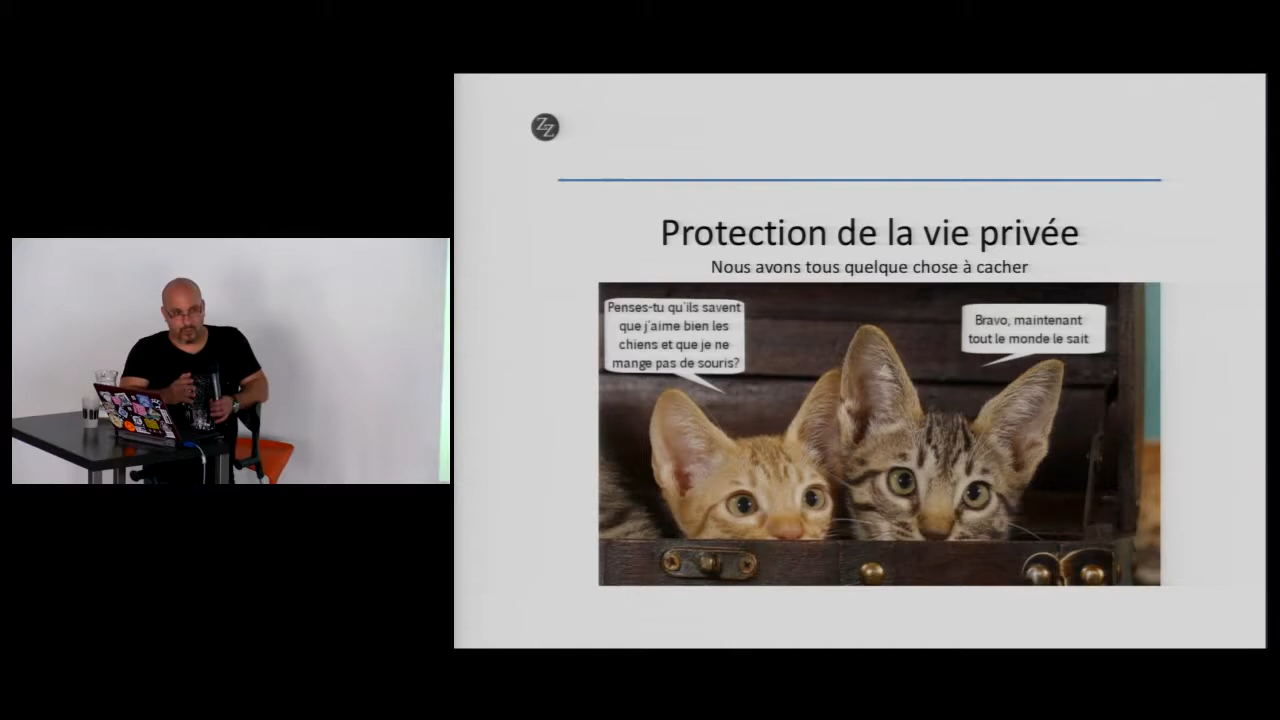 ZZ
Protection de la vie privée
Nous avons tous quelque chose à cacher
Penses-tu qu'ils savent
que j'aime bien les
chiens et que je ne
mange pas de souris?
Bravo, maintenant
tout le monde le sait